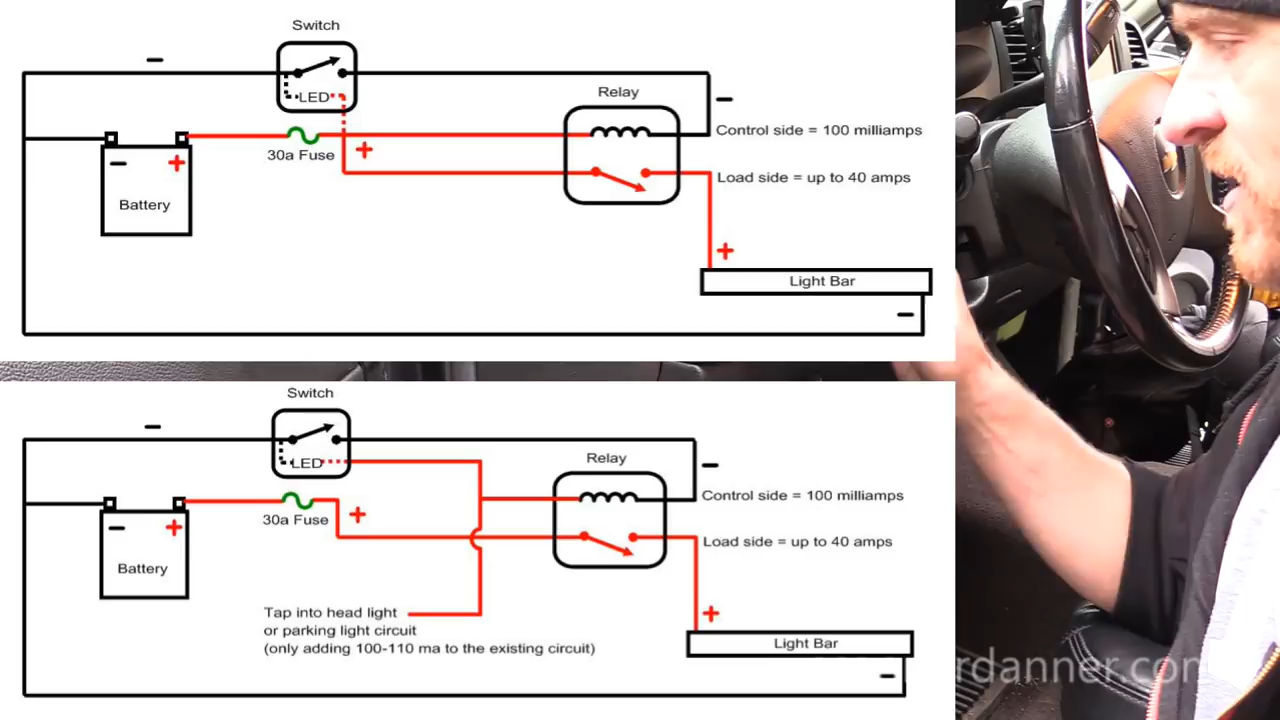 Switch
LED
Relay
Control side = 100 milliamps
30a Fuse
Load side = up to 40 amps
Battery
Light Bar
Switch
LED
Relay
Control side = 100 milliamps
30a Fuse
Load side = up to 40 amps
Battery
Tap into head light
or parking light circuit
(only adding 100-110 ma to the existing circuit)
Light Bar
rdanner.com